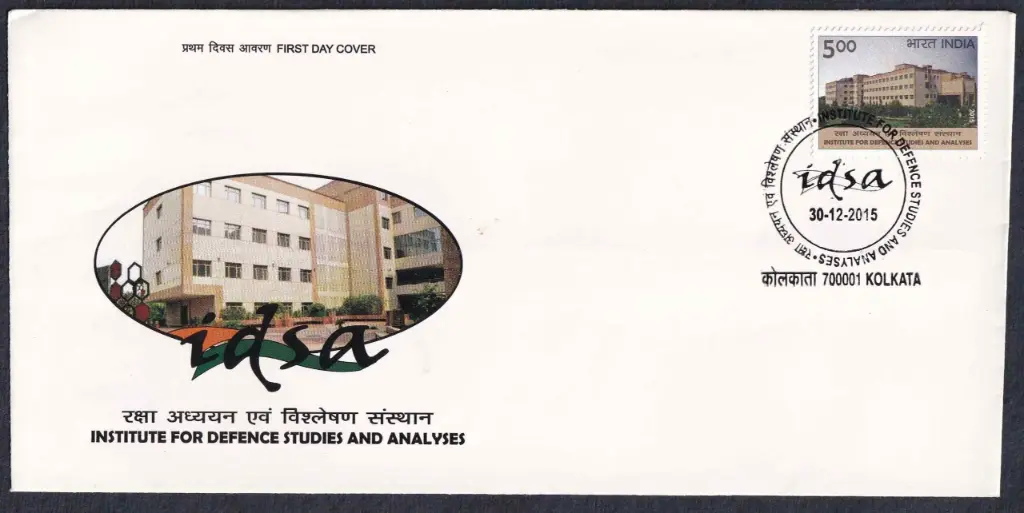 प्रथम दिवस आवरण FIRST DAY COVER
5.00
भारत INDIA
2015
रक्षा अध्ययन एवं विश्लेषण संस्थान
INSTITUTE FOR DEFENCE STUDIES AND ANALYSES
रक्षा अध्ययन एवं विश्लेषण संस्थान • INSTITUTE FOR DEFENCE STUDIES AND ANALYSES •
idsa
30-12-2015
कोलकाता 700001 KOLKATA
idsa
रक्षा अध्ययन एवं विश्लेषण संस्थान
INSTITUTE FOR DEFENCE STUDIES AND ANALYSES